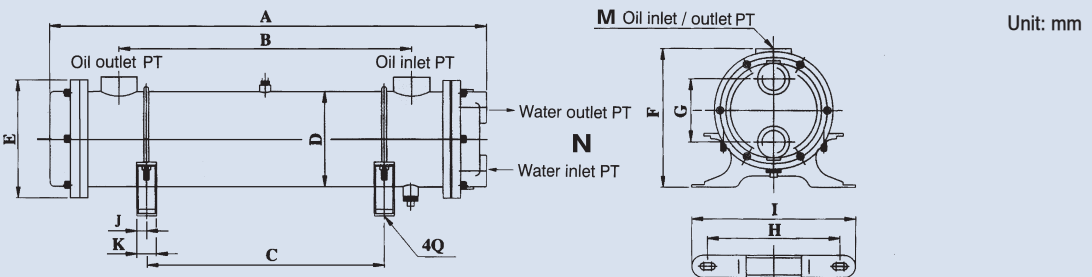 A
B
Oil outlet PT
Oil inlet PT
E
D
Water outlet PT
N
Water inlet PT
J
K
C
4Q
M Oil inlet / outlet PT
Unit: mm
F
G
I
H